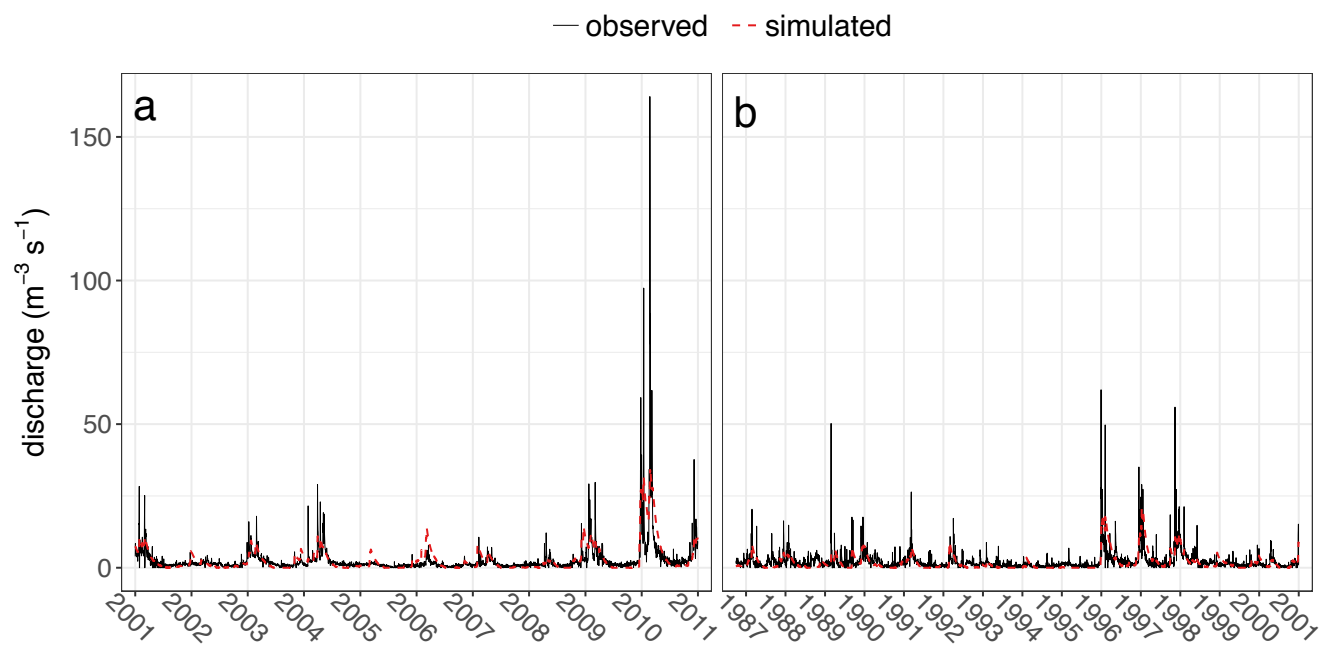 observed simulated
a
b
150
100
50
0
discharge (m⁻³ s⁻¹)
2001 2002 2003 2004 2005 2006 2007 2008 2009 2010 2011
1987 1988 1989 1990 1991 1992 1993 1994 1995 1996 1997 1998 1999 2000 2001